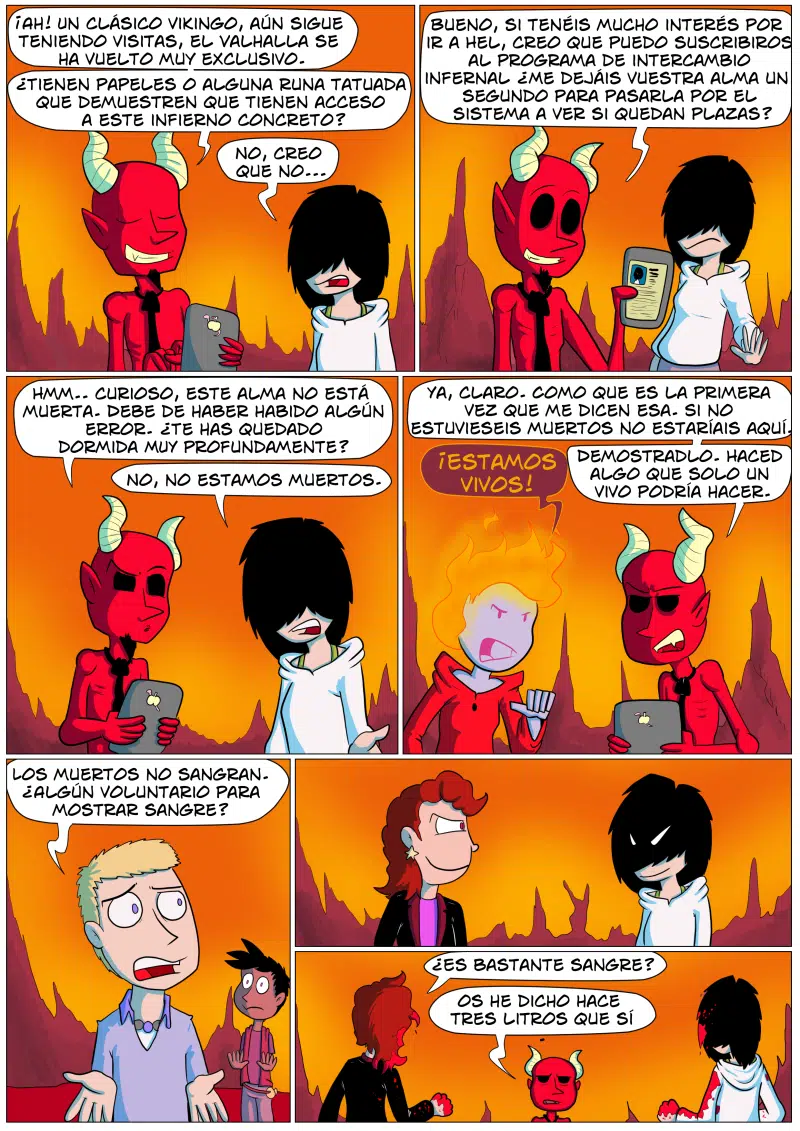 ¡AH! UN CLÁSICO VIKINGO, AÚN SIGUE
TENIENDO VISITAS, EL VALHALLA SE
HA VUELTO MUY EXCLUSIVO.
¿TIENEN PAPELES O ALGUNA RUNA TATUADA
QUE DEMUESTREN QUE TIENEN ACCESO
A ESTE INFIERNO CONCRETO?
NO, CREO
QUE NO...
BUENO, SI TENÉIS MUCHO INTERÉS POR
IR A HEL, CREO QUE PUEDO SUSCRIBIROS
AL PROGRAMA DE INTERCAMBIO
INFERNAL ¿ME DEJÁIS VUESTRA ALMA UN
SEGUNDO PARA PASARLA POR EL
SISTEMA A VER SI QUEDAN PLAZAS?
HMM.. CURIOSO, ESTE ALMA NO ESTÁ
MUERTA. DEBE DE HABER HABIDO ALGÚN
ERROR. ¿TE HAS QUEDADO
DORMIDA MUY PROFUNDAMENTE?
NO, NO ESTAMOS MUERTOS.
YA, CLARO. COMO QUE ES LA PRIMERA
VEZ QUE ME DICEN ESA. SI NO
ESTUVIESEIS MUERTOS NO ESTARÍAIS AQUÍ.
¡ESTAMOS
VIVOS!
DEMOSTRADLO. HACED
ALGO QUE SOLO UN
VIVO PODRÍA HACER.
LOS MUERTOS NO SANGRAN.
¿ALGÚN VOLUNTARIO PARA
MOSTRAR SANGRE?
¿ES BASTANTE SANGRE?
OS HE DICHO HACE
TRES LITROS QUE SÍ